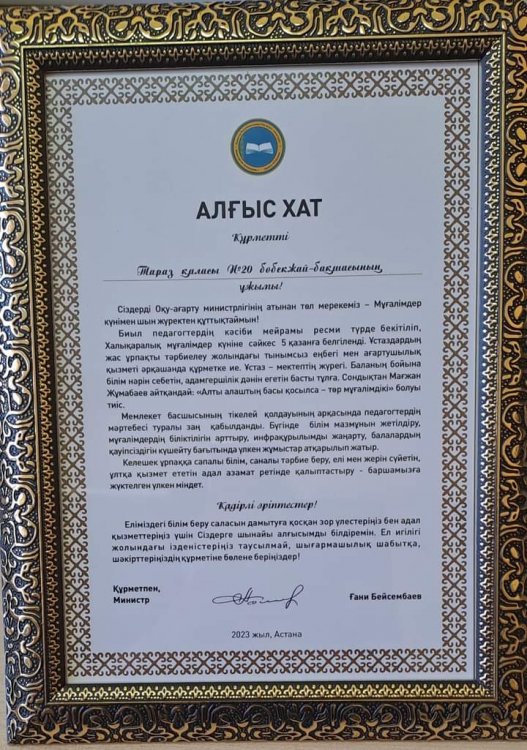 АЛҒЫС ХАТ
Құрметті
Тараз қаласы №20 бөбекжай-бақшасының
ұжымы!
Сіздерді Оқу-ағарту министрлігінің атынан төл мерекеміз – Мұғалімдер
күнімен шын жүректен құттықтаймын!
Биыл педагогтердің кәсіби мейрамы ресми түрде бекітіліп,
Халықаралық мұғалімдер күніне сәйкес 5 қазанға белгіленді. Ұстаздардың
жас ұрпақты тәрбиелеу жолындағы тынымсыз еңбегі мен ағартушылық
қызметі әрқашанда құрметке ие. Ұстаз – мектептің жүрегі. Баланың бойына
білім нәрін себетін, адамгершілік дәнін егетін басты тұлға. Сондықтан Мағжан
Жұмабаев айтқандай: «Алты алаштың басы қосылса – төр мұғалімдікі» болуы
тиіс.
Мемлекет басшысының тікелей қолдауының арқасында педагогтердің
мәртебесі туралы заң қабылданды. Бүгінде білім мазмұнын жетілдіру,
мұғалімдердің біліктілігін арттыру, инфрақұрылымды жаңарту, балалардың
қауіпсіздігін күшейту бағытында үлкен жұмыстар атқарылып жатыр.
Келешек ұрпаққа сапалы білім, саналы тәрбие беру, елі мен жерін сүйетін,
ұлтқа қызмет ететін адал азамат ретінде қалыптастыру - баршамызға
жүктелген үлкен міндет.
Қадірлі әріптестер!
Еліміздегі білім беру саласын дамытуға қосқан зор үлестеріңіз бен адал
қызметтеріңіз үшін Сіздерге шынайы алғысымды білдіремін. Ел игілігі
жолындағы ізденістеріңіз таусылмай, шығармашылық шабытқа,
шәкірттеріңіздің құрметіне бөлене беріңіздер!
Құрметпен,
Министр Ғани Бейсембаев
2023 жыл, Астана